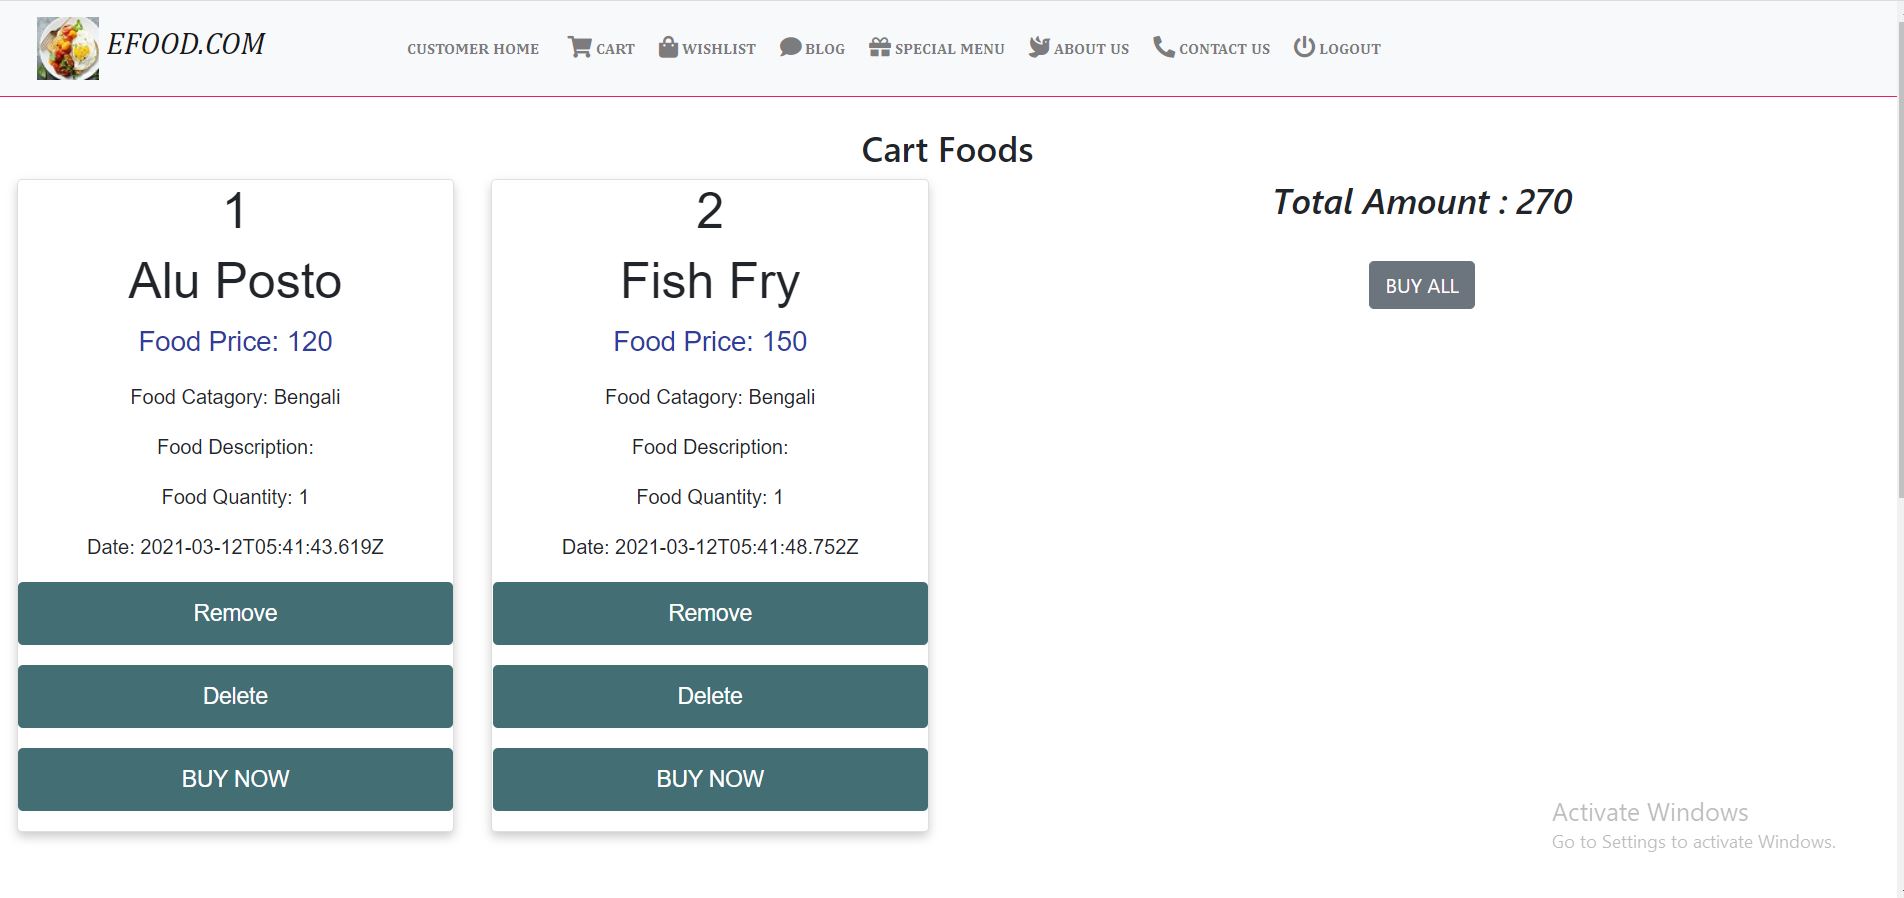 EFOOD.COM
CUSTOMER HOME CART WISHLIST BLOG SPECIAL MENU ABOUT US CONTACT US LOGOUT
Cart Foods
1
Alu Posto
Food Price: 120
Food Catagory: Bengali
Food Description:
Food Quantity: 1
Date: 2021-03-12T05:41:43.619Z
Remove
Delete
BUY NOW
2
Fish Fry
Food Price: 150
Food Catagory: Bengali
Food Description:
Food Quantity: 1
Date: 2021-03-12T05:41:48.752Z
Remove
Delete
BUY NOW
Total Amount : 270
BUY ALL
Activate Windows
Go to Settings to activate Windows.